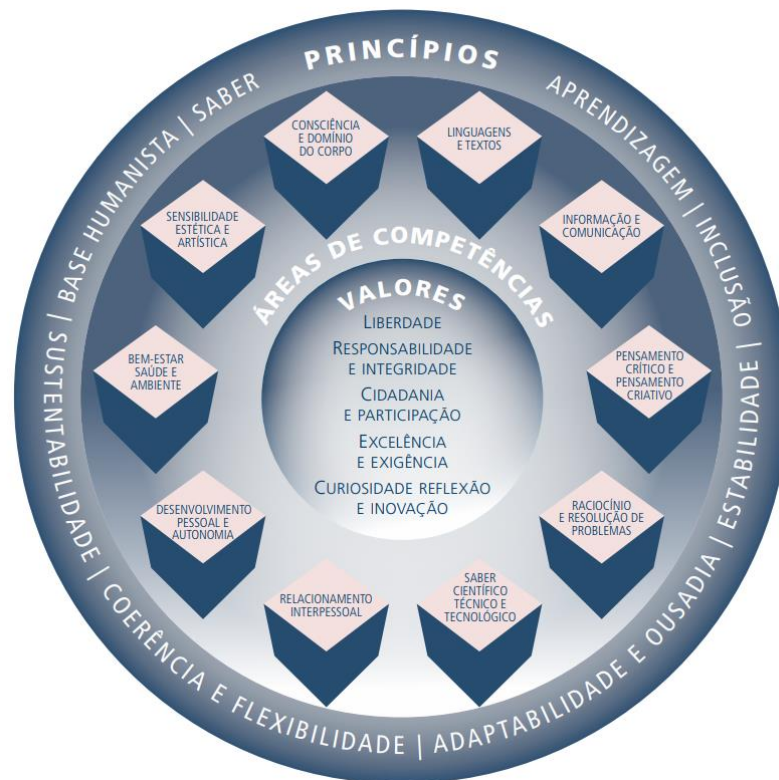 PRINCÍPIOS
BASE HUMANISTA | SABER
APRENDIZAGEM | INCLUSÃO |
ESTABILIDADE |
ADAPTABILIDADE E OUSADIA |
COERÊNCIA E FLEXIBILIDADE |
SUSTENTABILIDADE |
ÁREAS DE COMPETÊNCIAS
LINGUAGENS
E TEXTOS
INFORMAÇÃO E
COMUNICAÇÃO
PENSAMENTO
CRÍTICO E
PENSAMENTO
CRIATIVO
RACIOCÍNIO
E RESOLUÇÃO DE
PROBLEMAS
SABER
CIENTÍFICO
TÉCNICO E
TECNOLÓGICO
RELACIONAMENTO
INTERPESSOAL
DESENVOLVIMENTO
PESSOAL E
AUTONOMIA
BEM-ESTAR
SAÚDE E
AMBIENTE
SENSIBILIDADE
ESTÉTICA E
ARTÍSTICA
CONSCIÊNCIA
E DOMÍNIO
DO CORPO
VALORES
LIBERDADE
RESPONSABILIDADE
E INTEGRIDADE
CIDADANIA
E PARTICIPAÇÃO
EXCELÊNCIA
E EXIGÊNCIA
CURIOSIDADE REFLEXÃO
E INOVAÇÃO